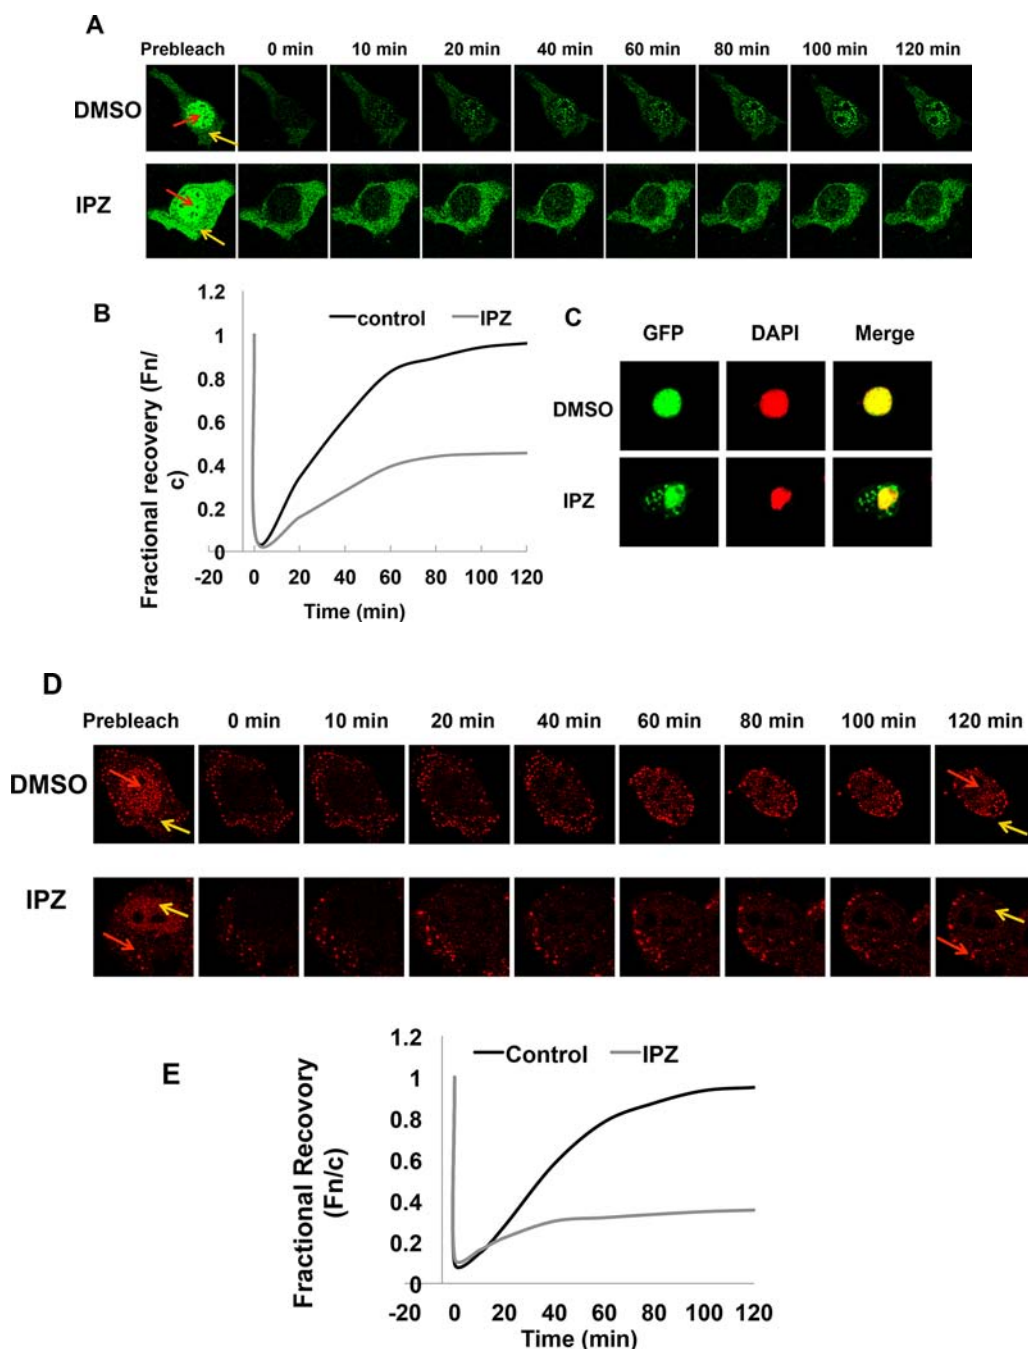 A
Prebleach 0 min 10 min 20 min 40 min 60 min 80 min 100 min 120 min
DMSO
IPZ
B
Fractional recovery (Fn/
c)
1.2
1
0.8
0.6
0.4
0.2
0
control IPZ
-20 0 20 40 60 80 100 120
Time (min)
C
GFP DAPI Merge
DMSO
IPZ
D
Prebleach 0 min 10 min 20 min 40 min 60 min 80 min 100 min 120 min
DMSO
IPZ
E
Fractional Recovory
(Fn/c)
1.2
1
0.8
0.6
0.4
0.2
0
Control IPZ
-20 0 20 40 60 80 100 120
Time (min)